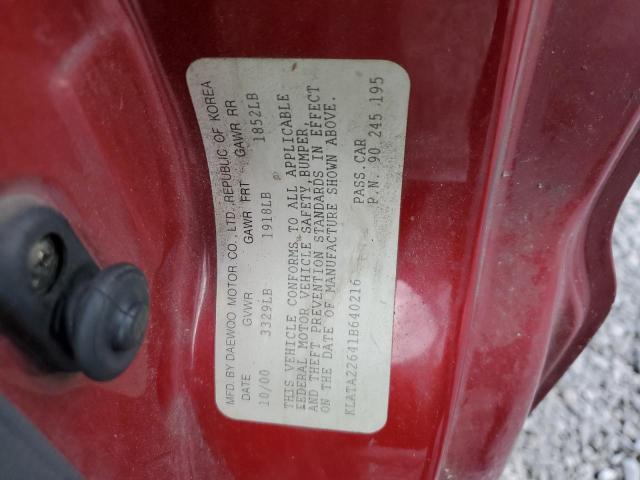 MFD. BY DAEWOO MOTOR CO., LTD., REPUBLIC OF KOREA
DATE GVWR GAWR FRT GAWR RR
10/00 3329LB 1918LB 1852LB
THIS VEHICLE CONFORMS TO ALL APPLICABLE
FEDERAL MOTOR VEHICLE SAFETY, BUMPER,
AND THEFT PREVENTION STANDARDS IN EFFECT
ON THE DATE OF MANUFACTURE SHOWN ABOVE.
KLATA22641B640216 PASS.CAR
P.N. 90 245 195